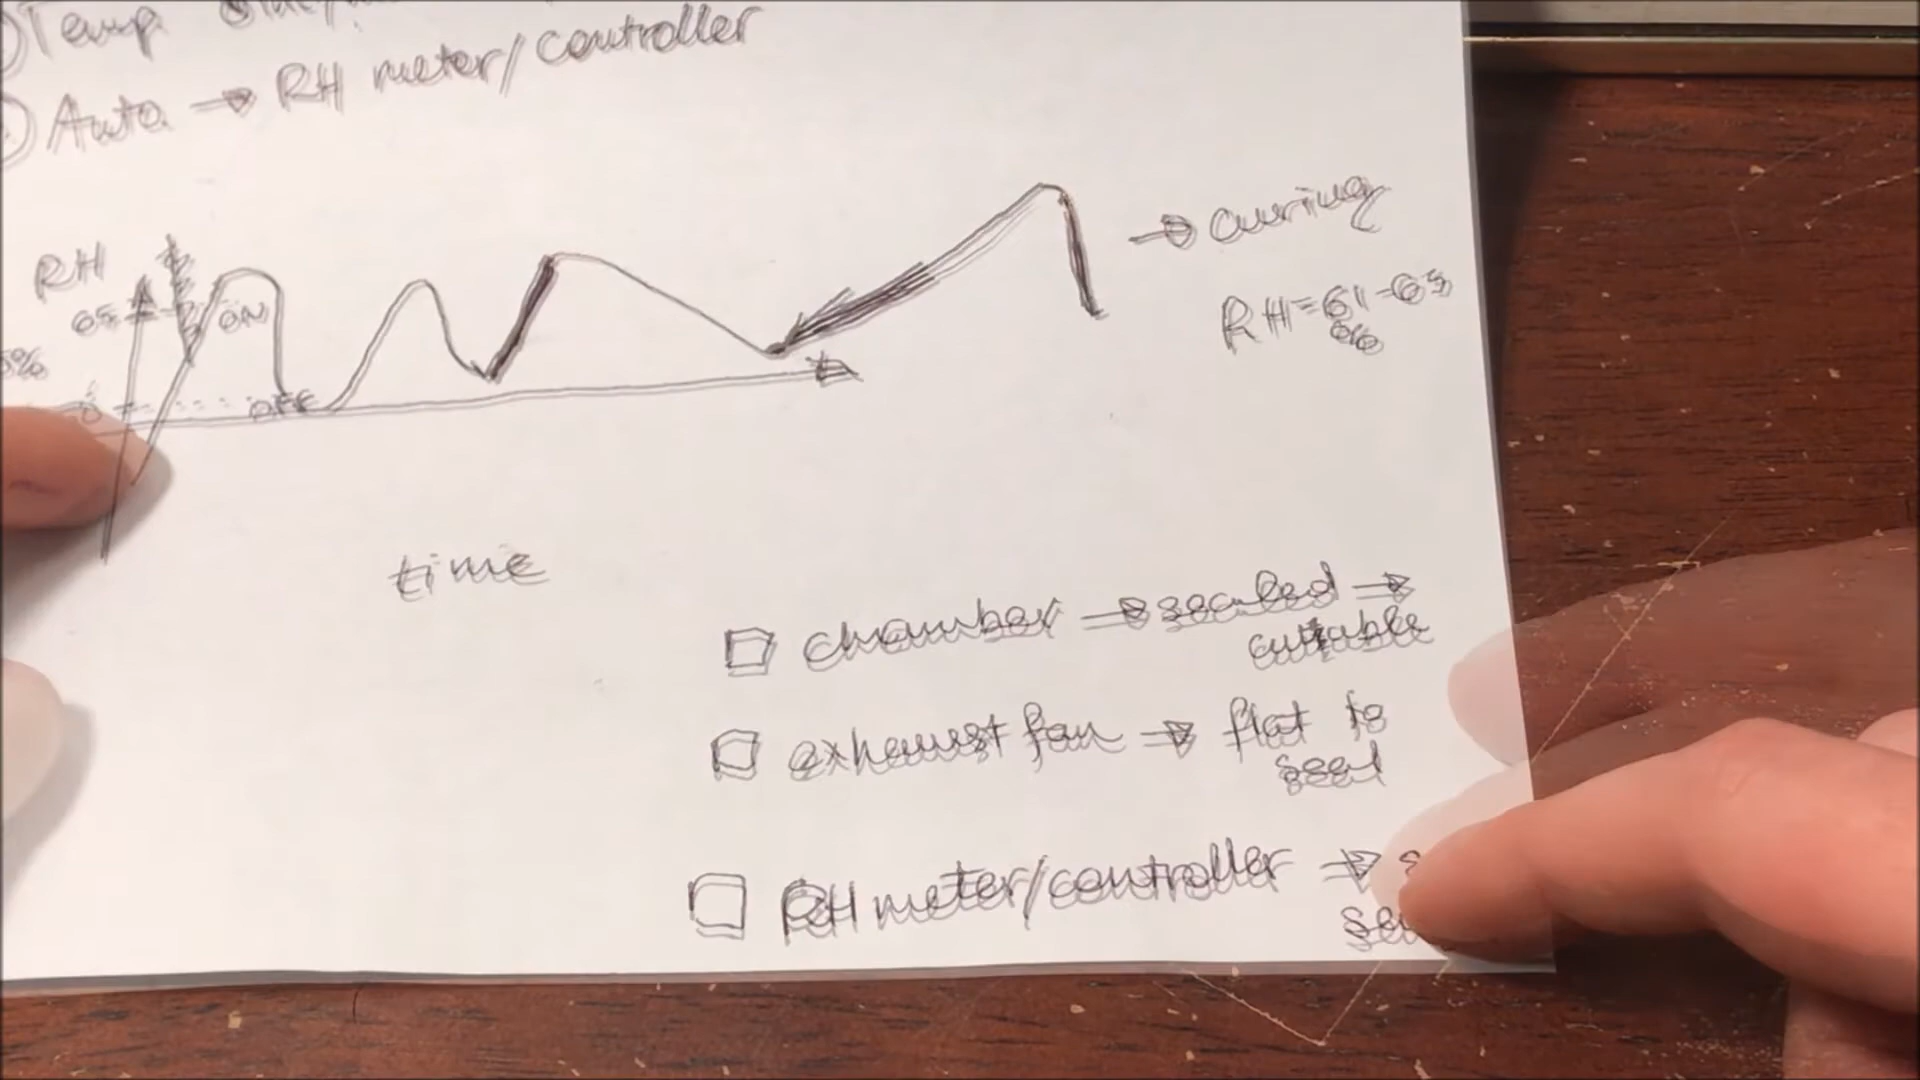 Temp
Auto → RH meter/controller
RH
65
ON
OFF
→ curing
RH=61-65
%
time
chamber → sealed →
cuttable
exhaust fan → flat to
seal
RH meter/controller →